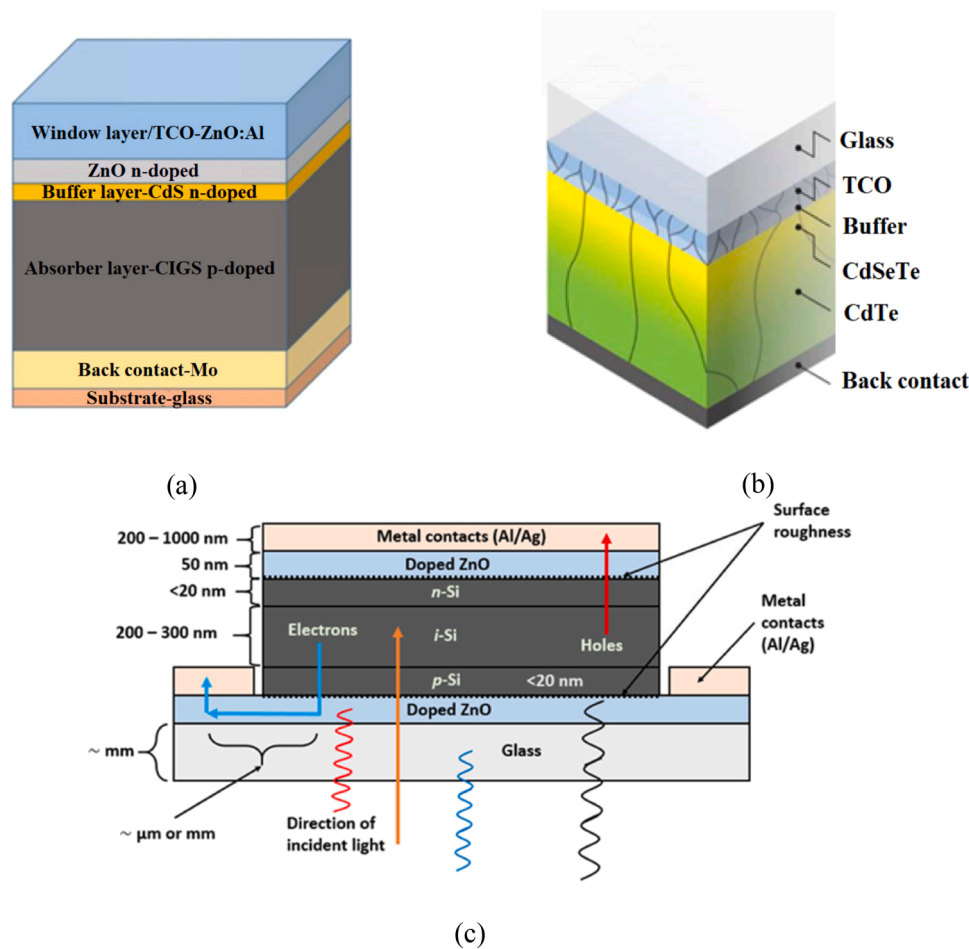 Window layer/TCO-ZnO:Al
ZnO n-doped
Buffer layer-CdS n-doped
Absorber layer-CIGS p-doped
Back contact-Mo
Substrate-glass
(a)
Glass
TCO
Buffer
CdSeTe
CdTe
Back contact
(b)
Surface
roughness
200 – 1000 nm
Metal contacts (Al/Ag)
50 nm
Doped ZnO
<20 nm
n-Si
200 – 300 nm
Electrons
i-Si
Holes
Metal
contacts
(Al/Ag)
p-Si
<20 nm
Doped ZnO
~ mm
Glass
~ µm or mm
Direction of
incident light
(c)